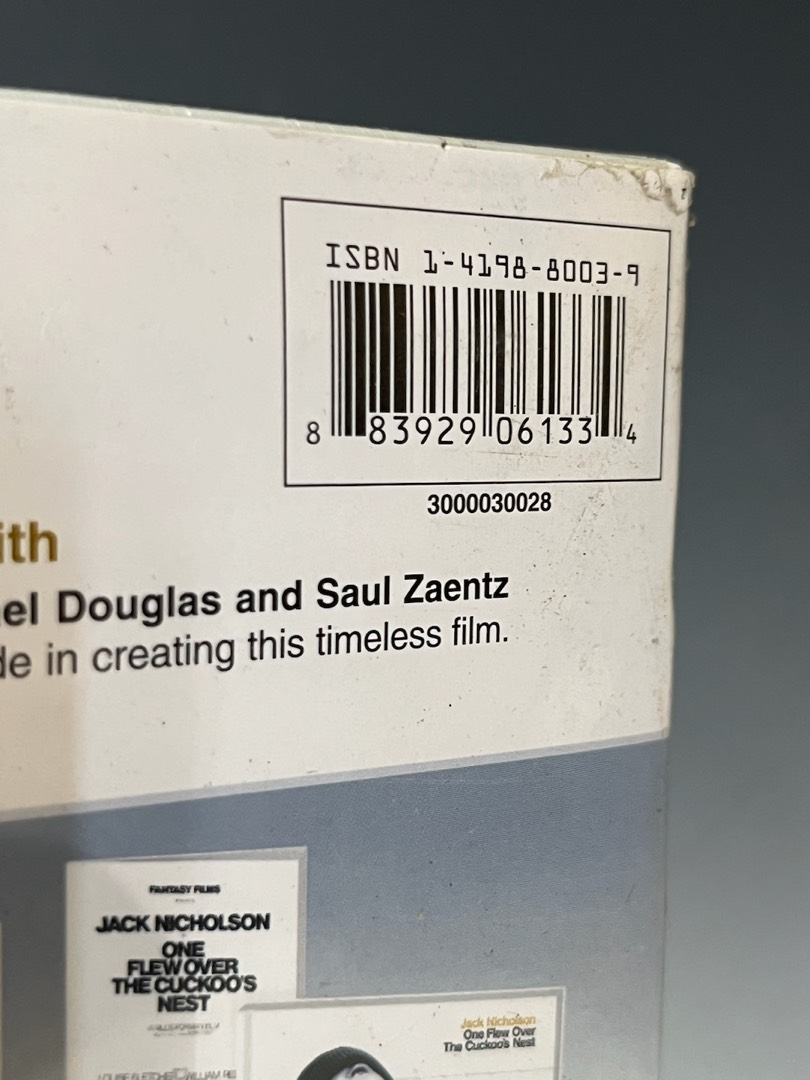 ISBN 1-4198-8003-9
8 83929 06133 4
3000030028
ith
el Douglas and Saul Zaentz
de in creating this timeless film.
FANTASY FILMS
JACK NICHOLSON
ONE
FLEW OVER
THE CUCKOO'S
NEST
Jack Nicholson
One Flew Over
The Cuckoo's Nest